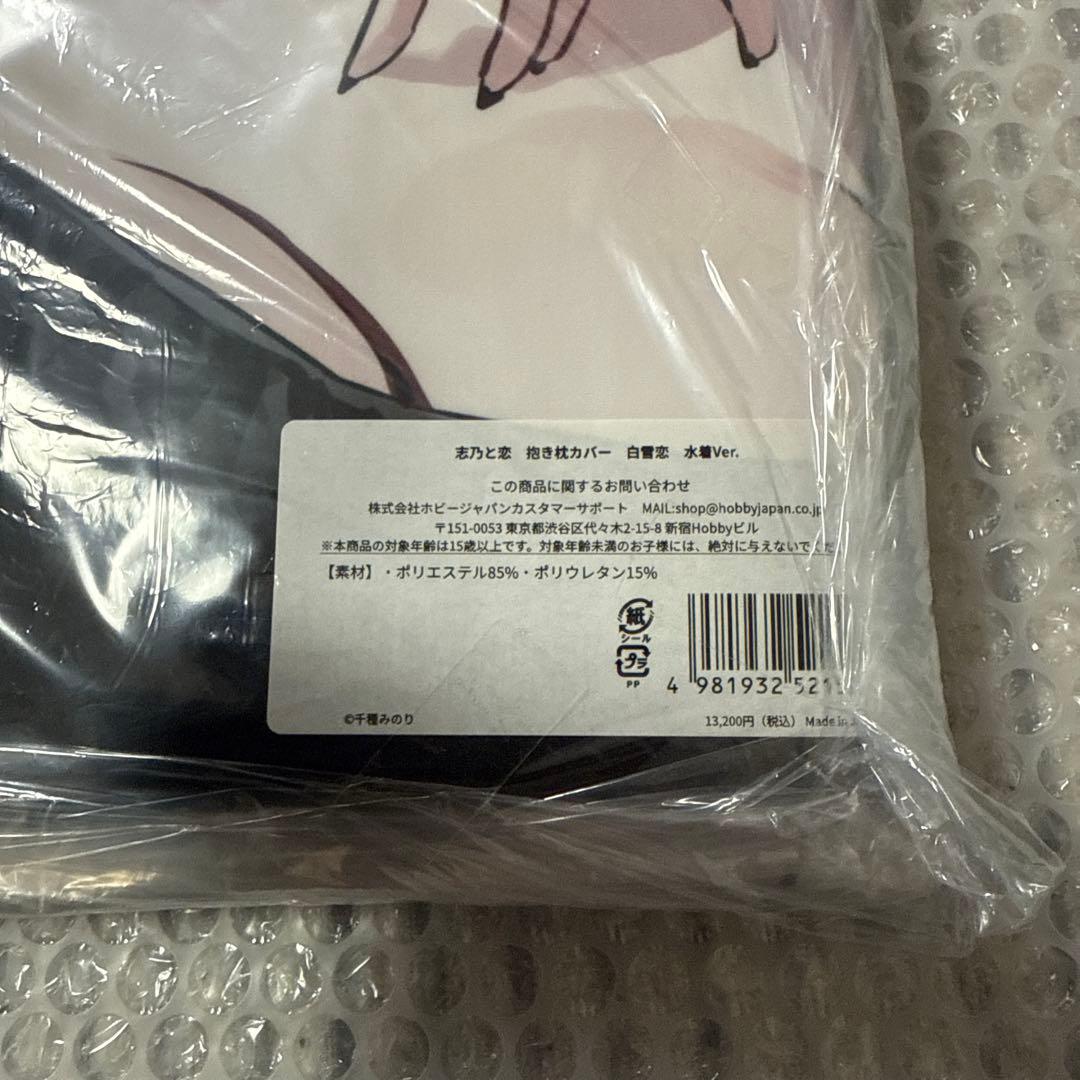 志乃と恋 抱き枕カバー 白雪恋 水着Ver.
この商品に関するお問い合わせ
株式会社ホビージャパンカスタマーサポート MAIL:shop@hobbyjapan.co.jp
〒151-0053 東京都渋谷区代々木2-15-8 新宿Hobbyビル
※本商品の対象年齢は15歳以上です。対象年齢未満のお子様には、絶対に与えないでくだ
【素材】・ポリエステル85%・ポリウレタン15%
紙
シール
プラ
PP
4 981932 521
©千種みのり
13,200円（税込） Made in